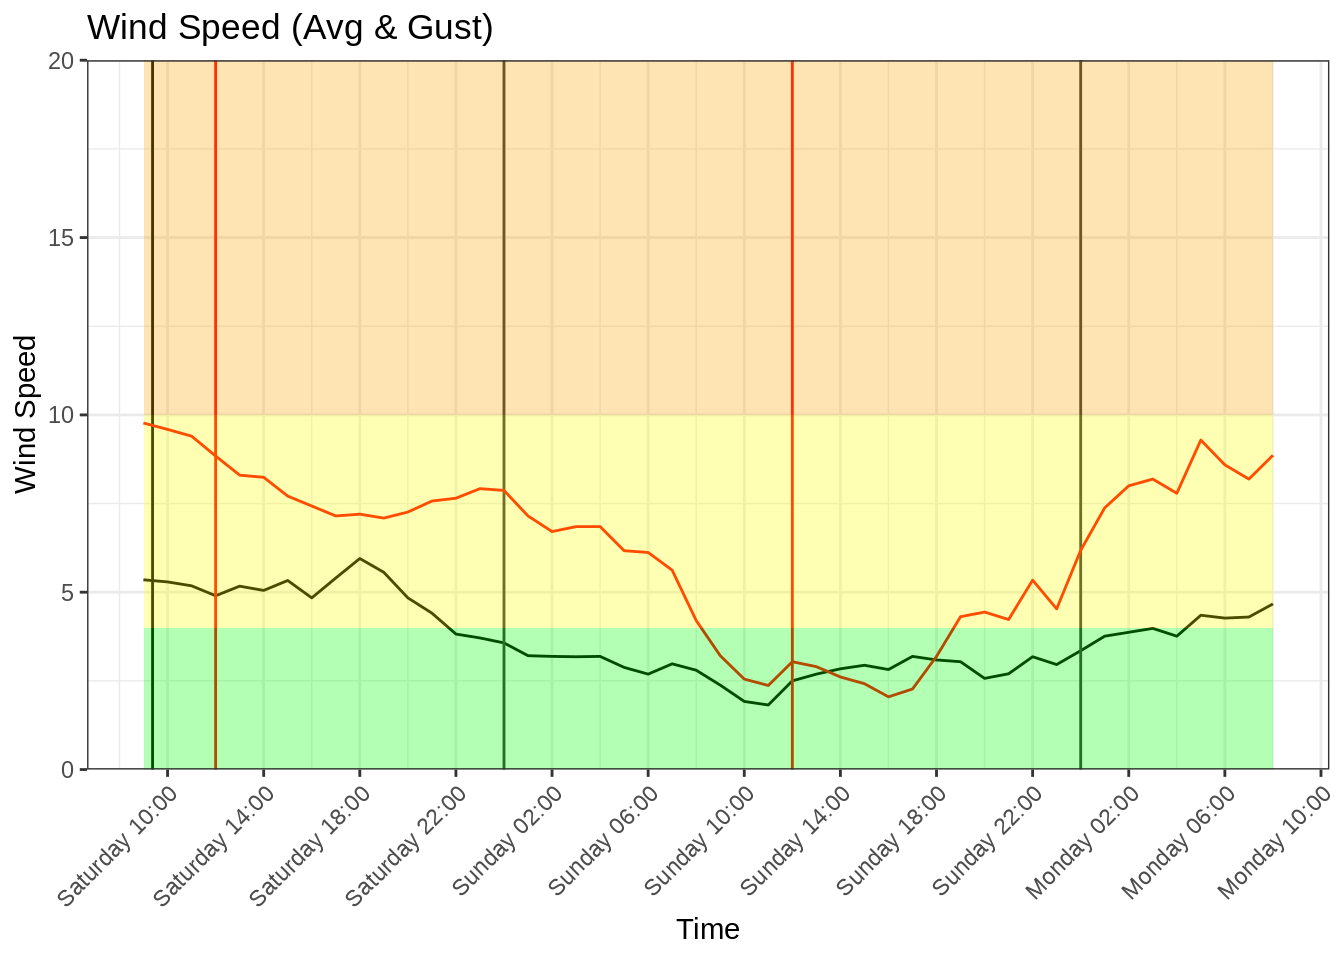 Wind Speed (Avg & Gust)
20
15
10
5
0
Wind Speed
Saturday 10:00
Saturday 14:00
Saturday 18:00
Saturday 22:00
Sunday 02:00
Sunday 06:00
Sunday 10:00
Sunday 14:00
Sunday 18:00
Sunday 22:00
Monday 02:00
Monday 06:00
Monday 10:00
Time